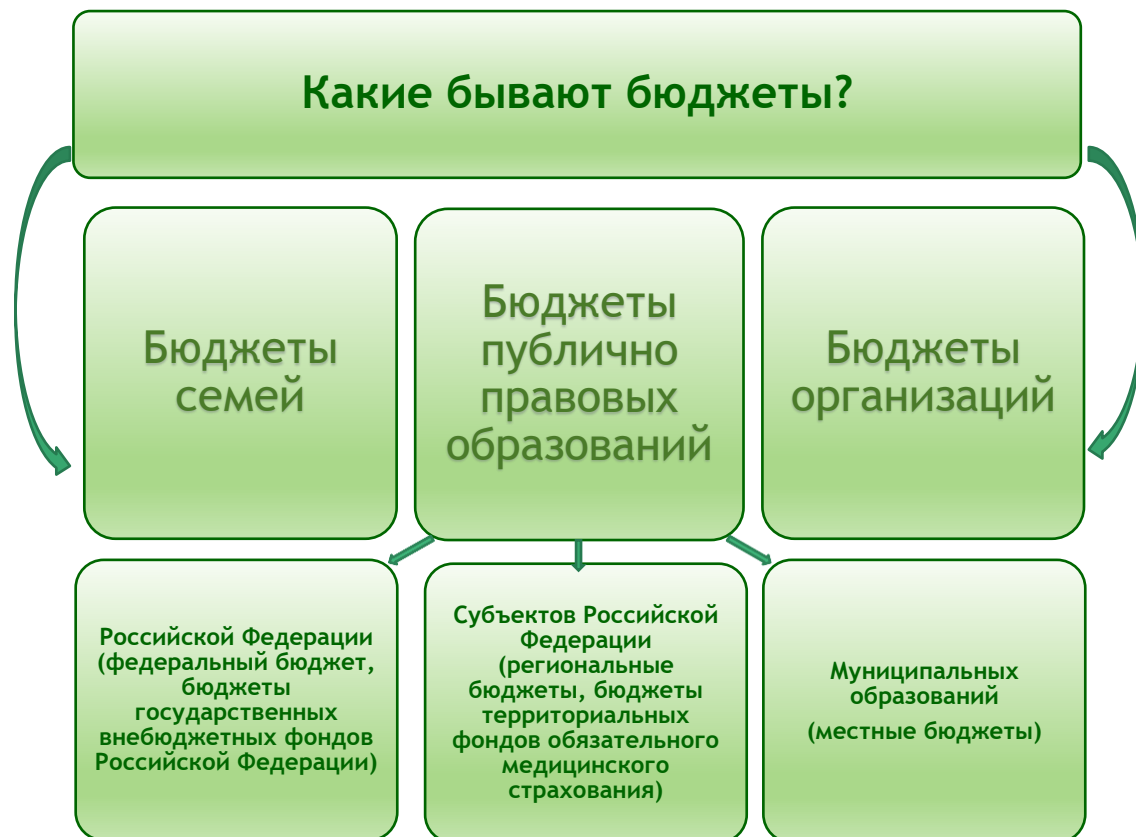 Какие бывают бюджеты?
Бюджеты
семей
Бюджеты
публично
правовых
образований
Бюджеты
организаций
Российской Федерации
(федеральный бюджет,
бюджеты
государственных
внебюджетных фондов
Российской Федерации)
Субъектов Российской
Федерации
(региональные
бюджеты, бюджеты
территориальных
фондов обязательного
медицинского
страхования)
Муниципальных
образований
(местные бюджеты)